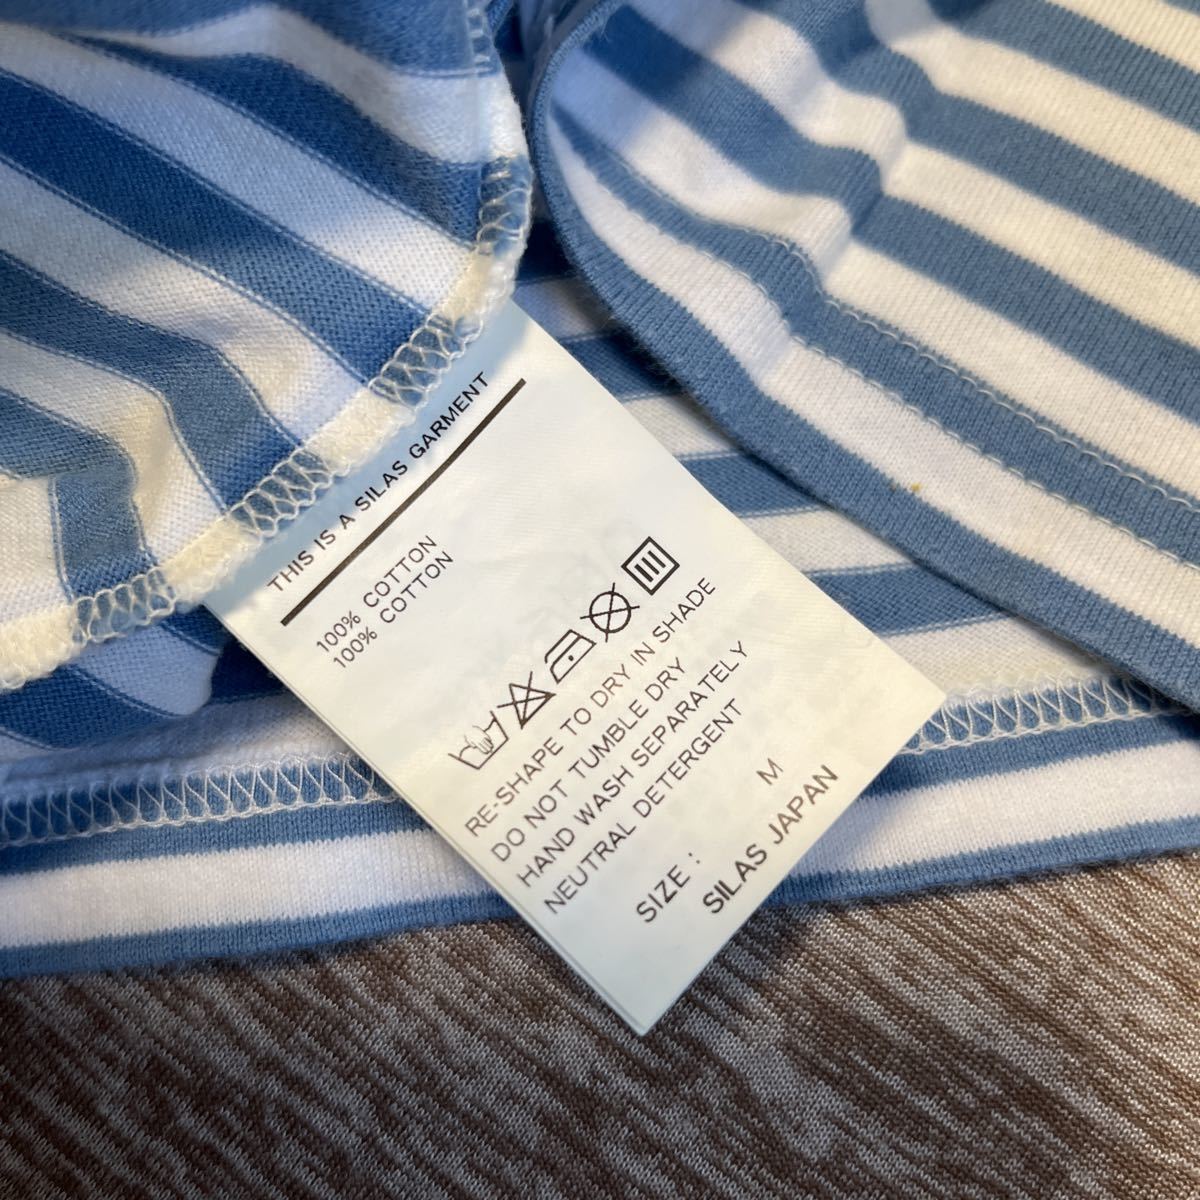 THIS IS A SILAS GARMENT
100% COTTON
100% COTTON
RE-SHAPE TO DRY IN SHADE
DO NOT TUMBLE DRY
HAND WASH SEPARATELY
NEUTRAL DETERGENT
SIZE : M
SILAS JAPAN